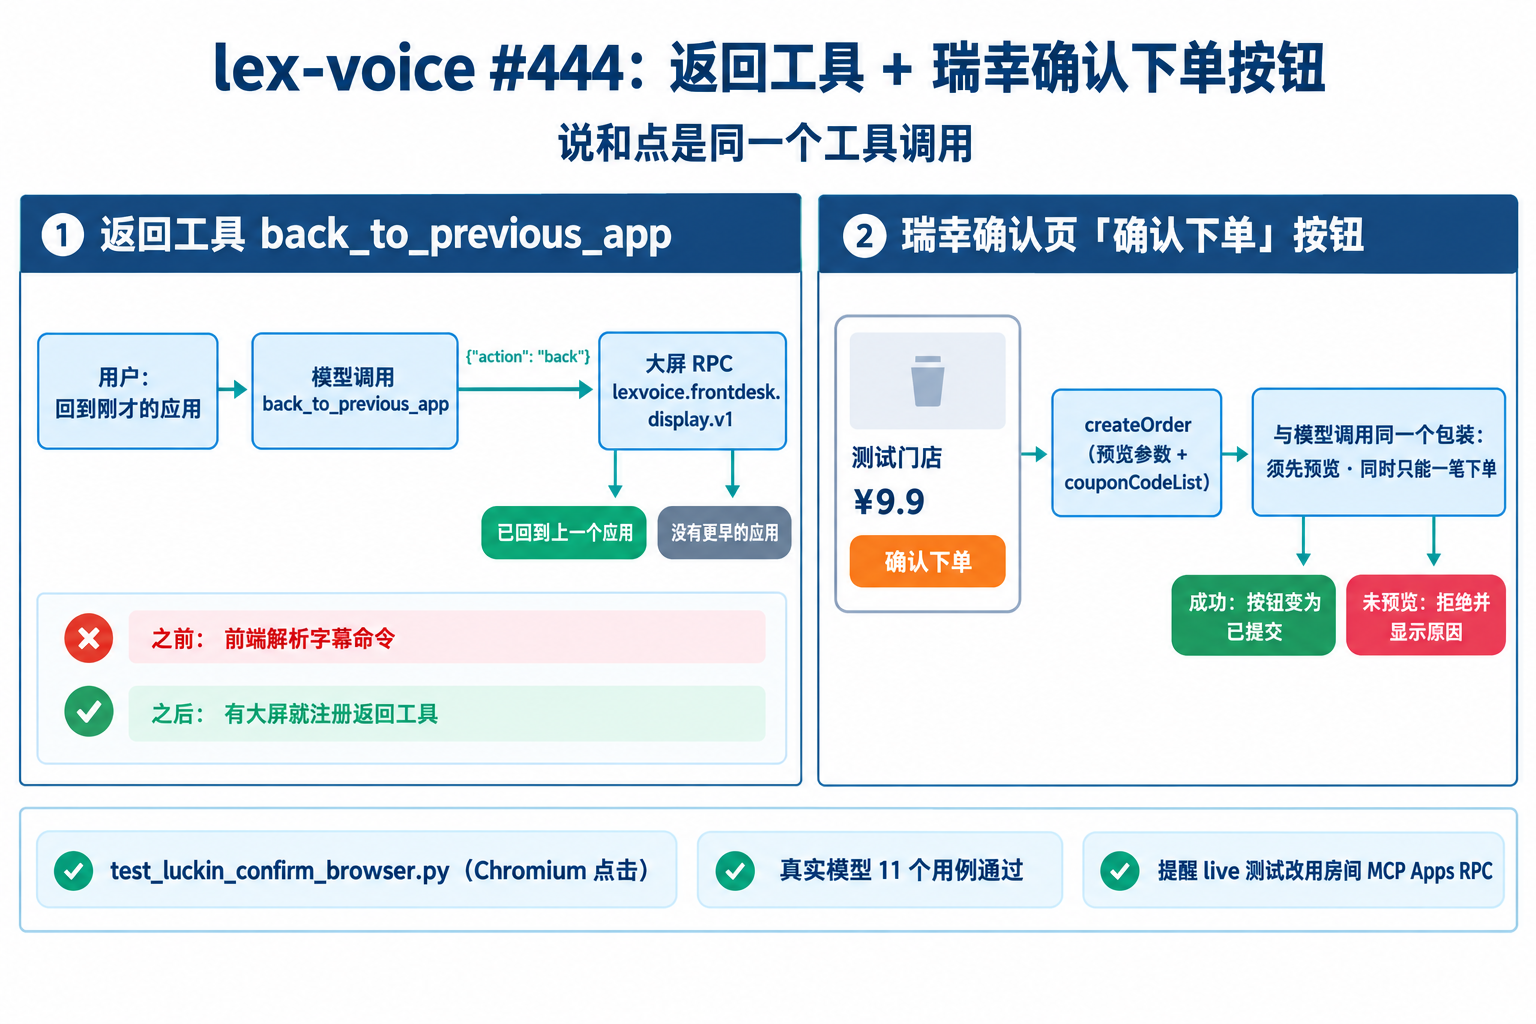 lex-voice #444：返回工具 + 瑞幸确认下单按钮
说和点是同一个工具调用
1 返回工具 back_to_previous_app
用户：
回到刚才的应用
模型调用
back_to_previous_app
{"action": "back"}
大屏 RPC
lexvoice.frontdesk.
display.v1
已回到上一个应用
没有更早的应用
之前： 前端解析字幕命令
之后： 有大屏就注册返回工具
2 瑞幸确认页「确认下单」按钮
测试门店
¥9.9
确认下单
createOrder
（预览参数 +
couponCodeList）
与模型调用同一个包装：
须先预览 · 同时只能一笔下单
成功：按钮变为
已提交
未预览：拒绝并
显示原因
test_luckin_confirm_browser.py（Chromium 点击）
真实模型 11 个用例通过
提醒 live 测试改用房间 MCP Apps RPC